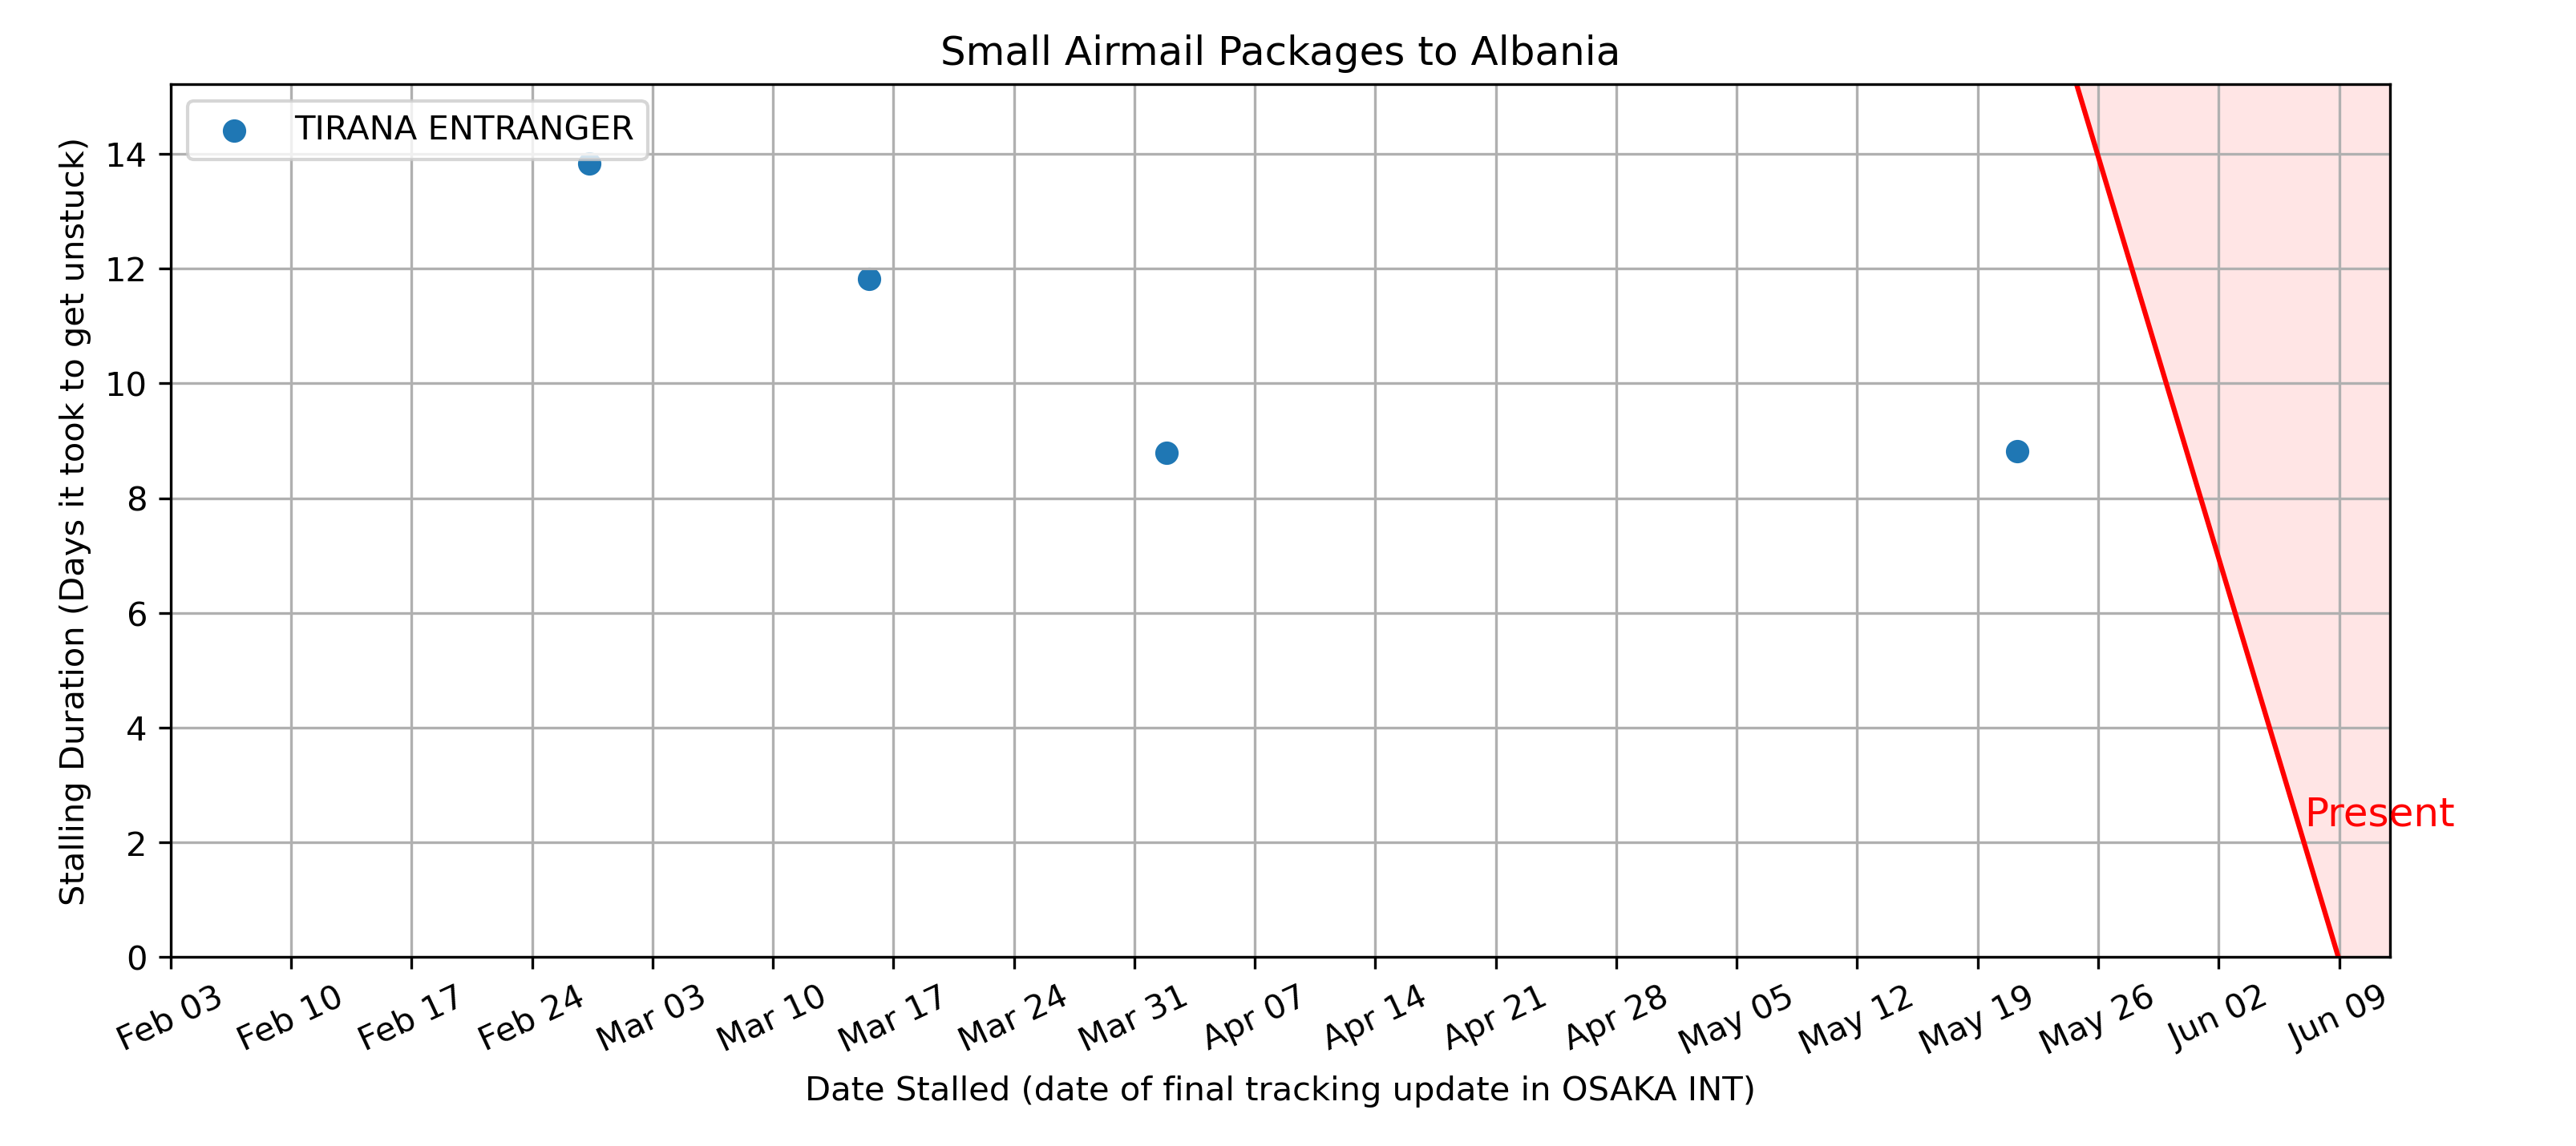 Small Airmail Packages to Albania
TIRANA ENTRANGER
Stalling Duration (Days it took to get unstuck)
14
12
10
8
6
4
2
0
Present
Feb 03
Feb 10
Feb 17
Feb 24
Mar 03
Mar 10
Mar 17
Mar 24
Mar 31
Apr 07
Apr 14
Apr 21
Apr 28
May 05
May 12
May 19
May 26
Jun 02
Jun 09
Date Stalled (date of final tracking update in OSAKA INT)